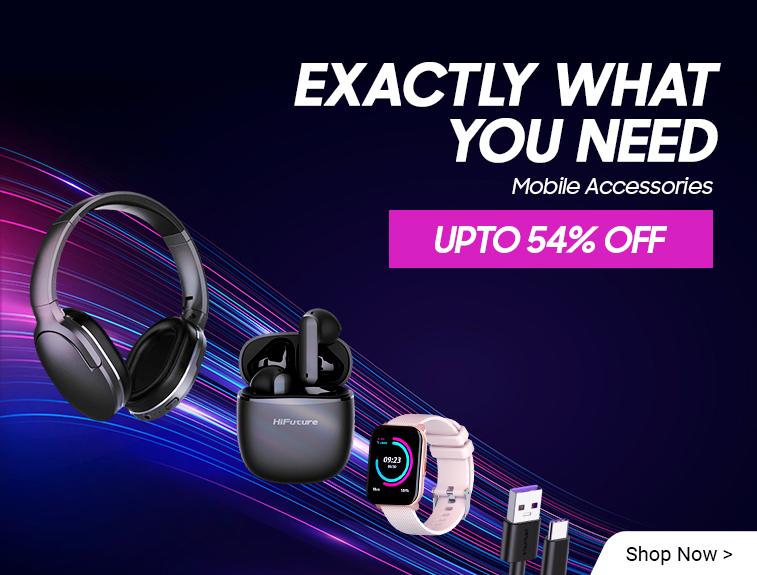 EXACTLY WHAT
YOU NEED
Mobile Accessories
UPTO 54% OFF
HiFuture
09:23
Shop Now >